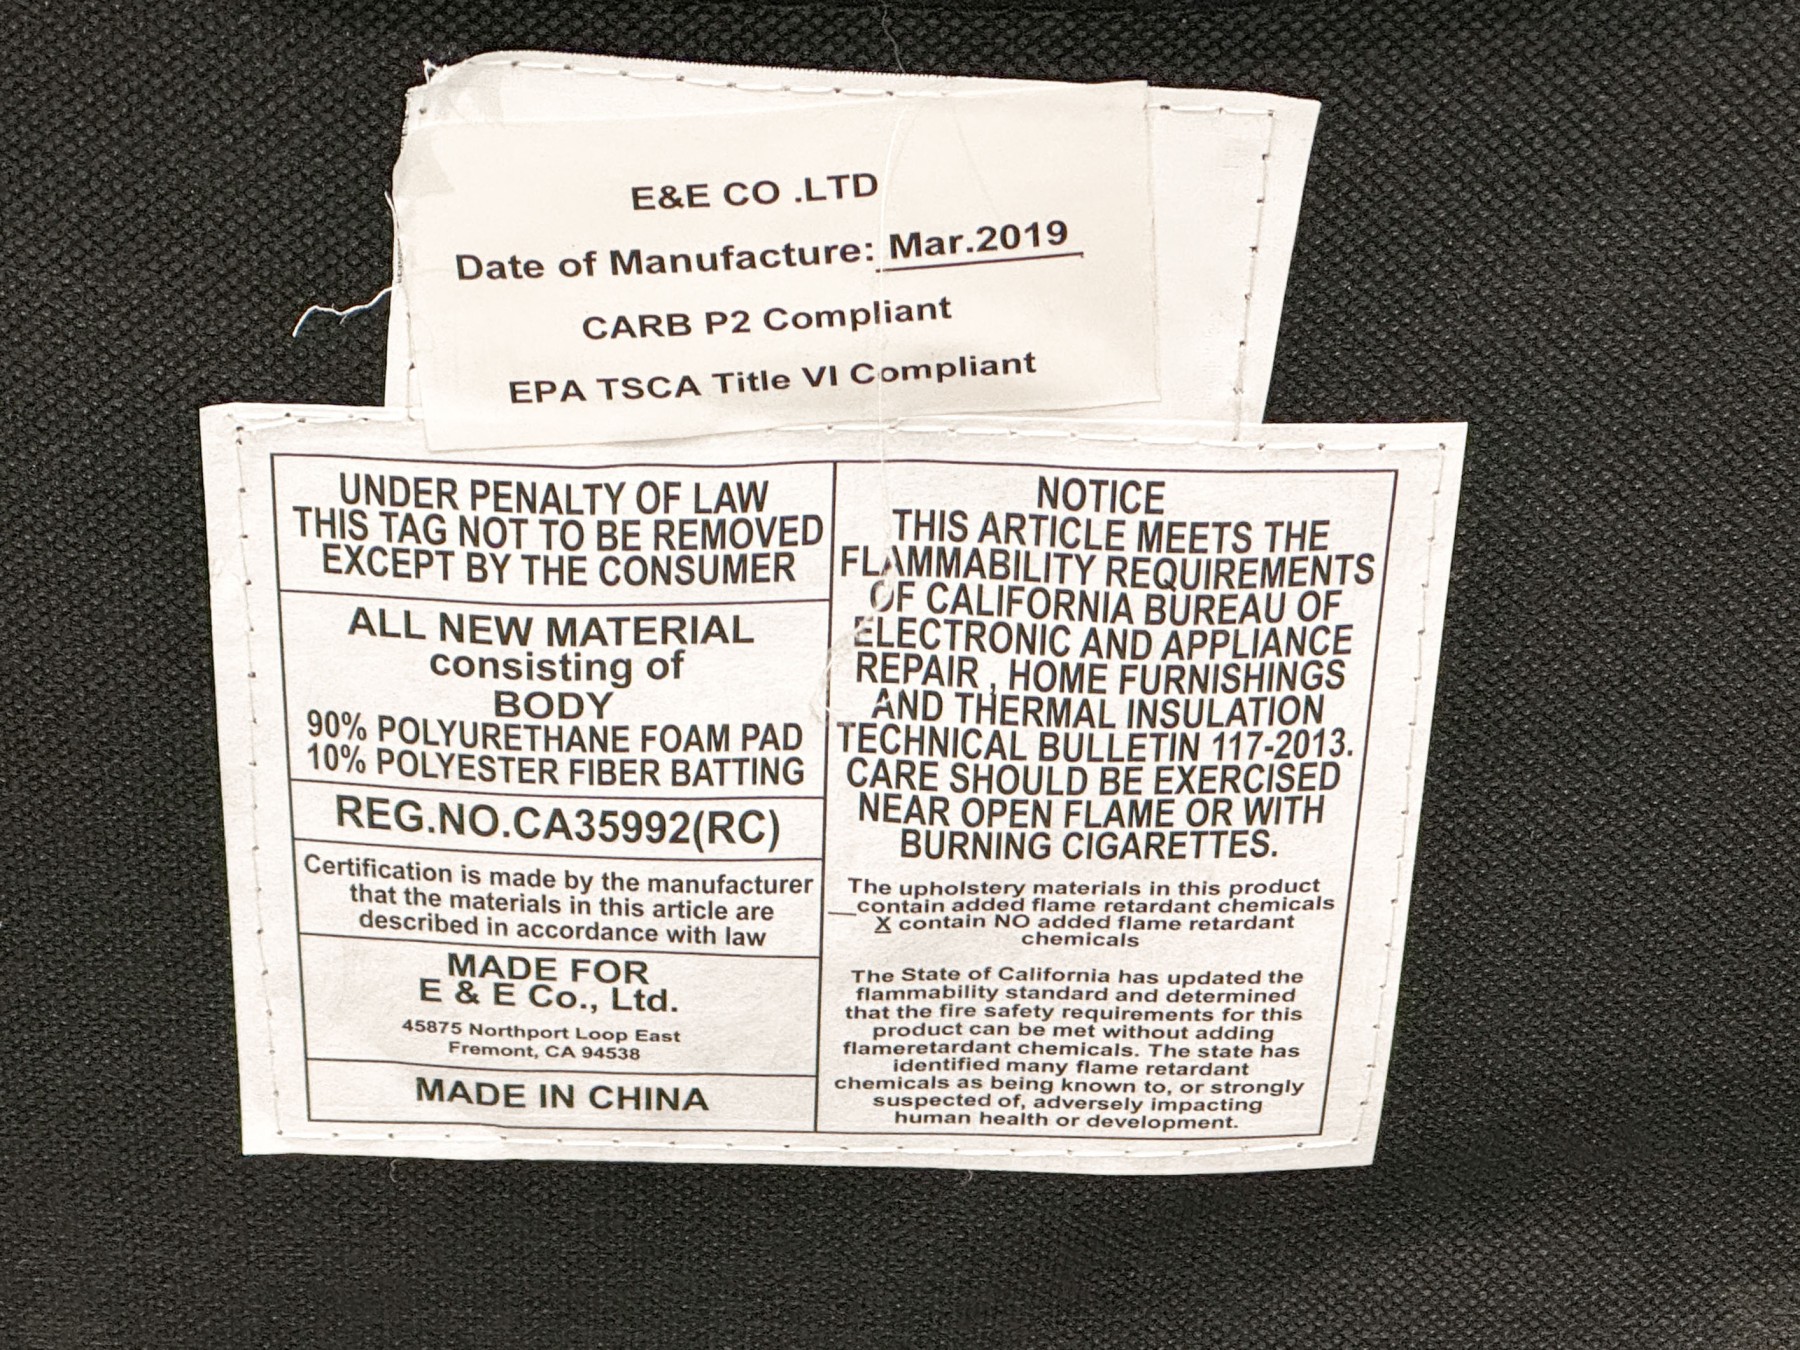 E&E CO .LTD
Date of Manufacture: Mar.2019
CARB P2 Compliant
EPA TSCA Title VI Compliant
UNDER PENALTY OF LAW
THIS TAG NOT TO BE REMOVED
EXCEPT BY THE CONSUMER
ALL NEW MATERIAL
consisting of
BODY
90% POLYURETHANE FOAM PAD
10% POLYESTER FIBER BATTING
REG.NO.CA35992(RC)
Certification is made by the manufacturer
that the materials in this article are
described in accordance with law
MADE FOR
E & E Co., Ltd.
45875 Northport Loop East
Fremont, CA 94538
MADE IN CHINA
NOTICE
THIS ARTICLE MEETS THE
FLAMMABILITY REQUIREMENTS
OF CALIFORNIA BUREAU OF
ELECTRONIC AND APPLIANCE
REPAIR , HOME FURNISHINGS
AND THERMAL INSULATION
TECHNICAL BULLETIN 117-2013.
CARE SHOULD BE EXERCISED
NEAR OPEN FLAME OR WITH
BURNING CIGARETTES.
The upholstery materials in this product
__contain added flame retardant chemicals
X contain NO added flame retardant
chemicals
The State of California has updated the
flammability standard and determined
that the fire safety requirements for this
product can be met without adding
flameretardant chemicals. The state has
identified many flame retardant
chemicals as being known to, or strongly
suspected of, adversely impacting
human health or development.